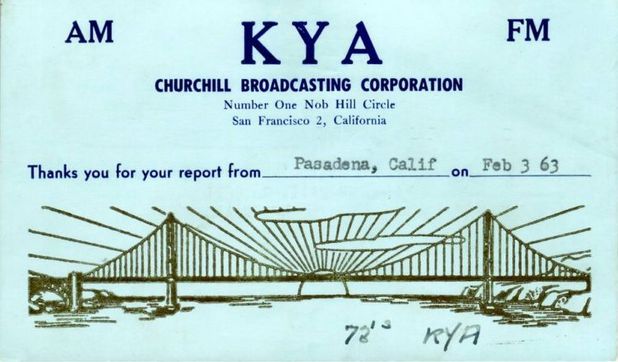 AM KYA FM
CHURCHILL BROADCASTING CORPORATION
Number One Nob Hill Circle
San Francisco 2, California
Thanks you for your report from Pasadena, Calif on Feb 3 63
73's KYA